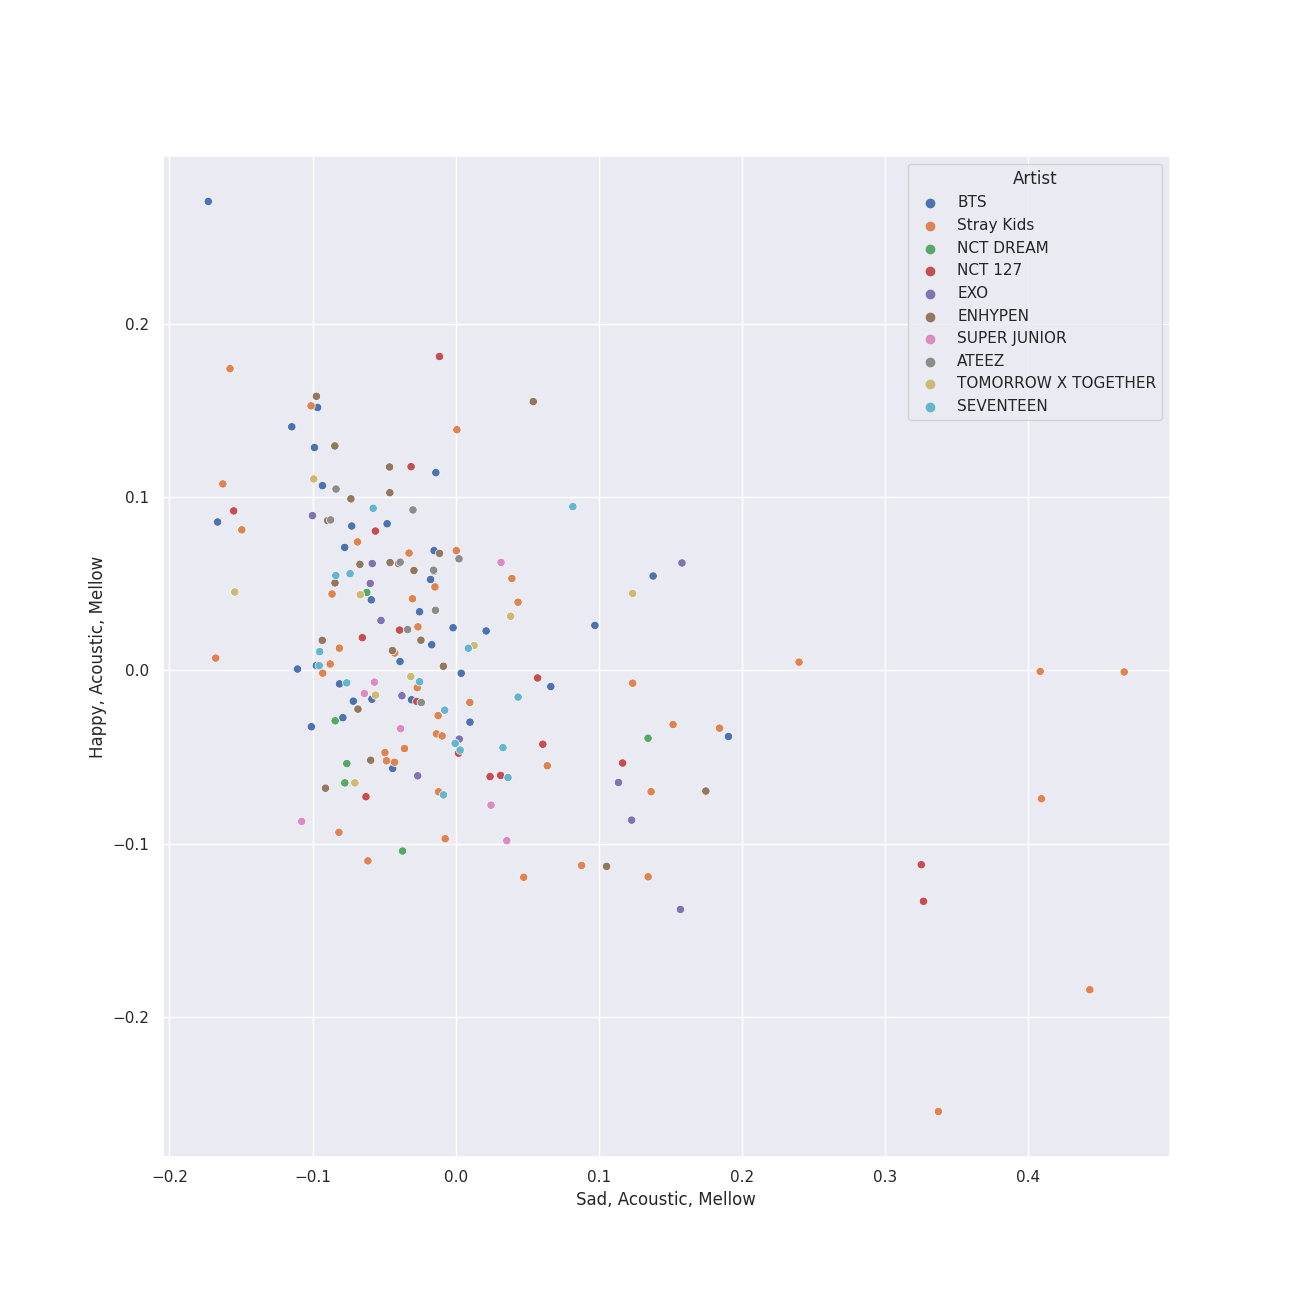 Artist
BTS
Stray Kids
NCT DREAM
NCT 127
EXO
ENHYPEN
SUPER JUNIOR
ATEEZ
TOMORROW X TOGETHER
SEVENTEEN
Happy, Acoustic, Mellow
0.2
0.1
0.0
−0.1
−0.2
−0.2 −0.1 0.0 0.1 0.2 0.3 0.4
Sad, Acoustic, Mellow